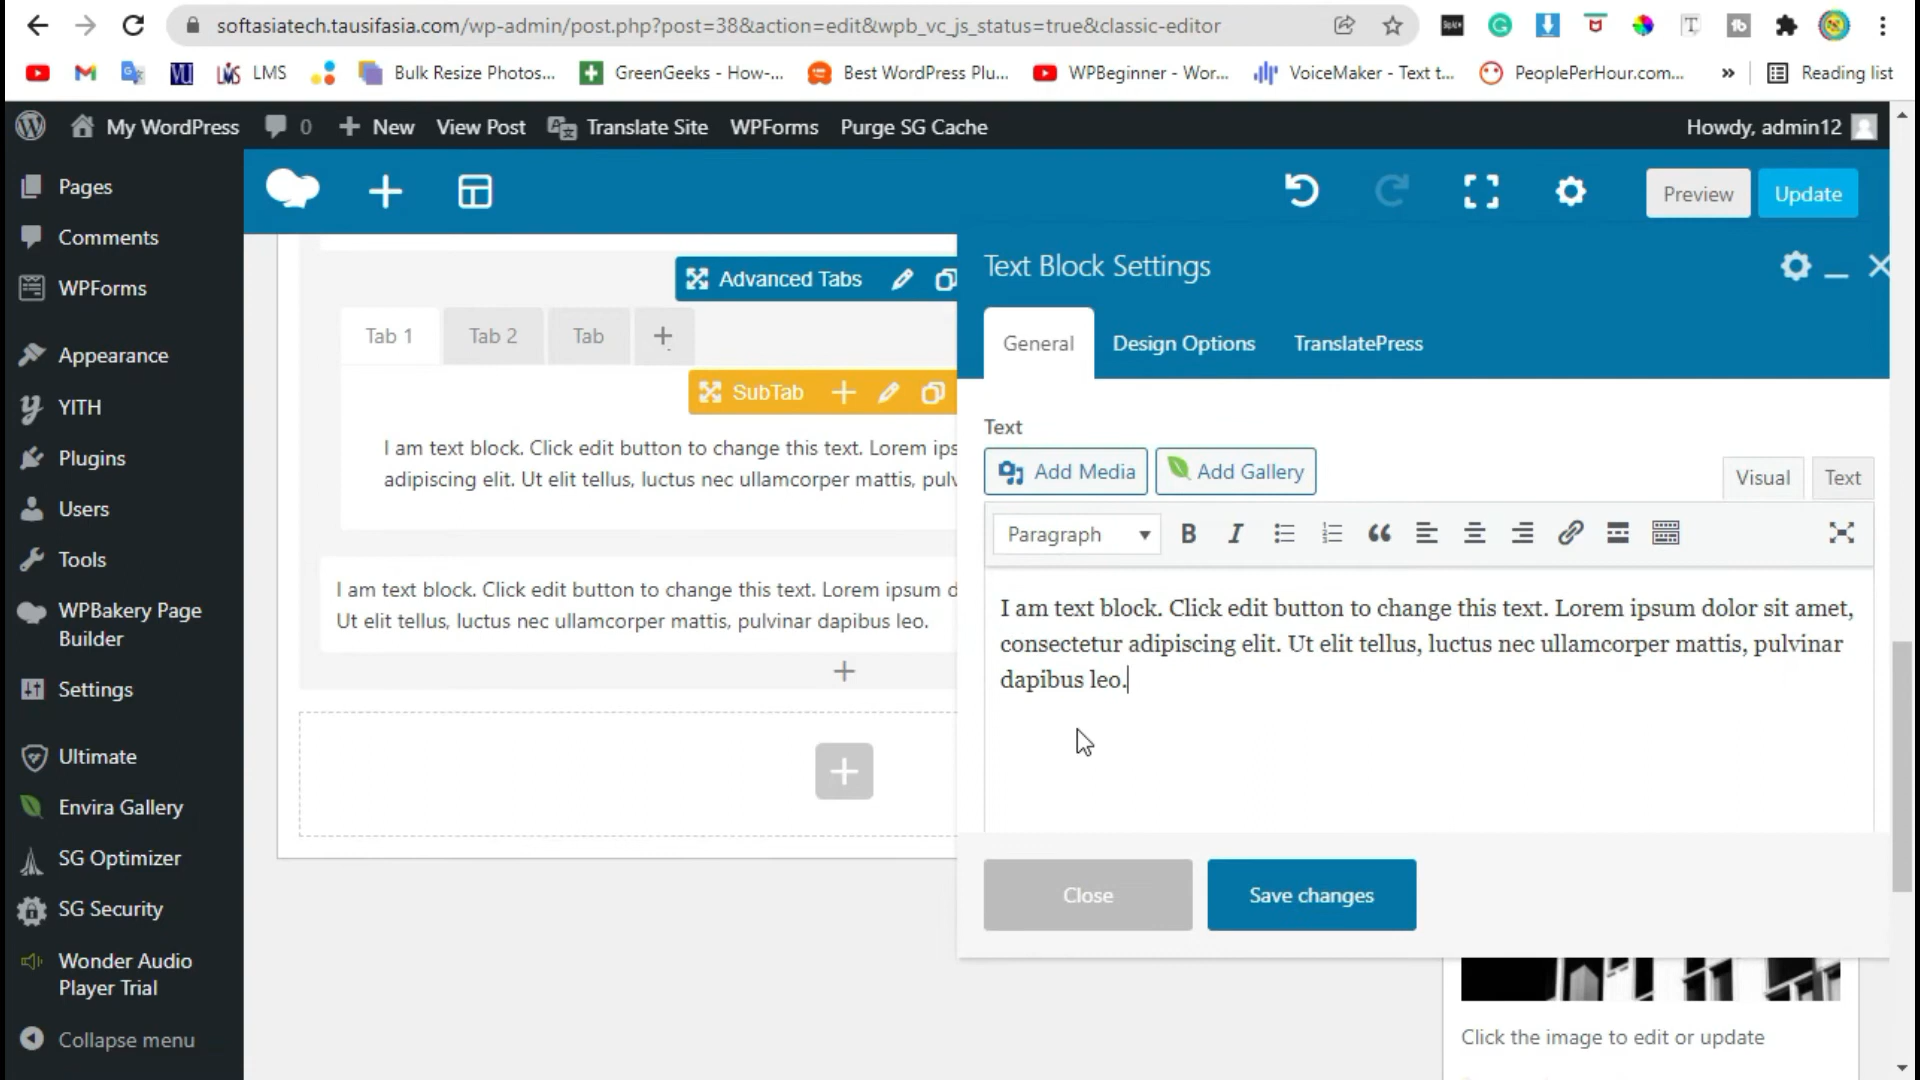 softasiatech.tausifasia.com/wp-admin/post.php?post=38&action=edit&wpb_vc_js_status=true&classic-editor
LMS
Bulk Resize Photos...
GreenGeeks - How-...
Best WordPress Plu...
WPBeginner - Wor...
VoiceMaker - Text t...
PeoplePerHour.com...
»
Reading list
My WordPress
0
New
View Post
Translate Site
WPForms
Purge SG Cache
Howdy, admin12
Pages
Comments
WPForms
Appearance
YITH
Plugins
Users
Tools
WPBakery Page
Builder
Settings
Ultimate
Envira Gallery
SG Optimizer
SG Security
Wonder Audio
Player Trial
Collapse menu
Preview
Update
Advanced Tabs
Tab 1
Tab 2
Tab
SubTab
I am text block. Click edit button to change this text. Lorem ips
adipiscing elit. Ut elit tellus, luctus nec ullamcorper mattis, pulv
I am text block. Click edit button to change this text. Lorem ipsum d
Ut elit tellus, luctus nec ullamcorper mattis, pulvinar dapibus leo.
Text Block Settings
General
Design Options
TranslatePress
Text
Add Media
Add Gallery
Visual
Text
Paragraph
B
I
I am text block. Click edit button to change this text. Lorem ipsum dolor sit amet,
consectetur adipiscing elit. Ut elit tellus, luctus nec ullamcorper mattis, pulvinar
dapibus leo.
Close
Save changes
Click the image to edit or update